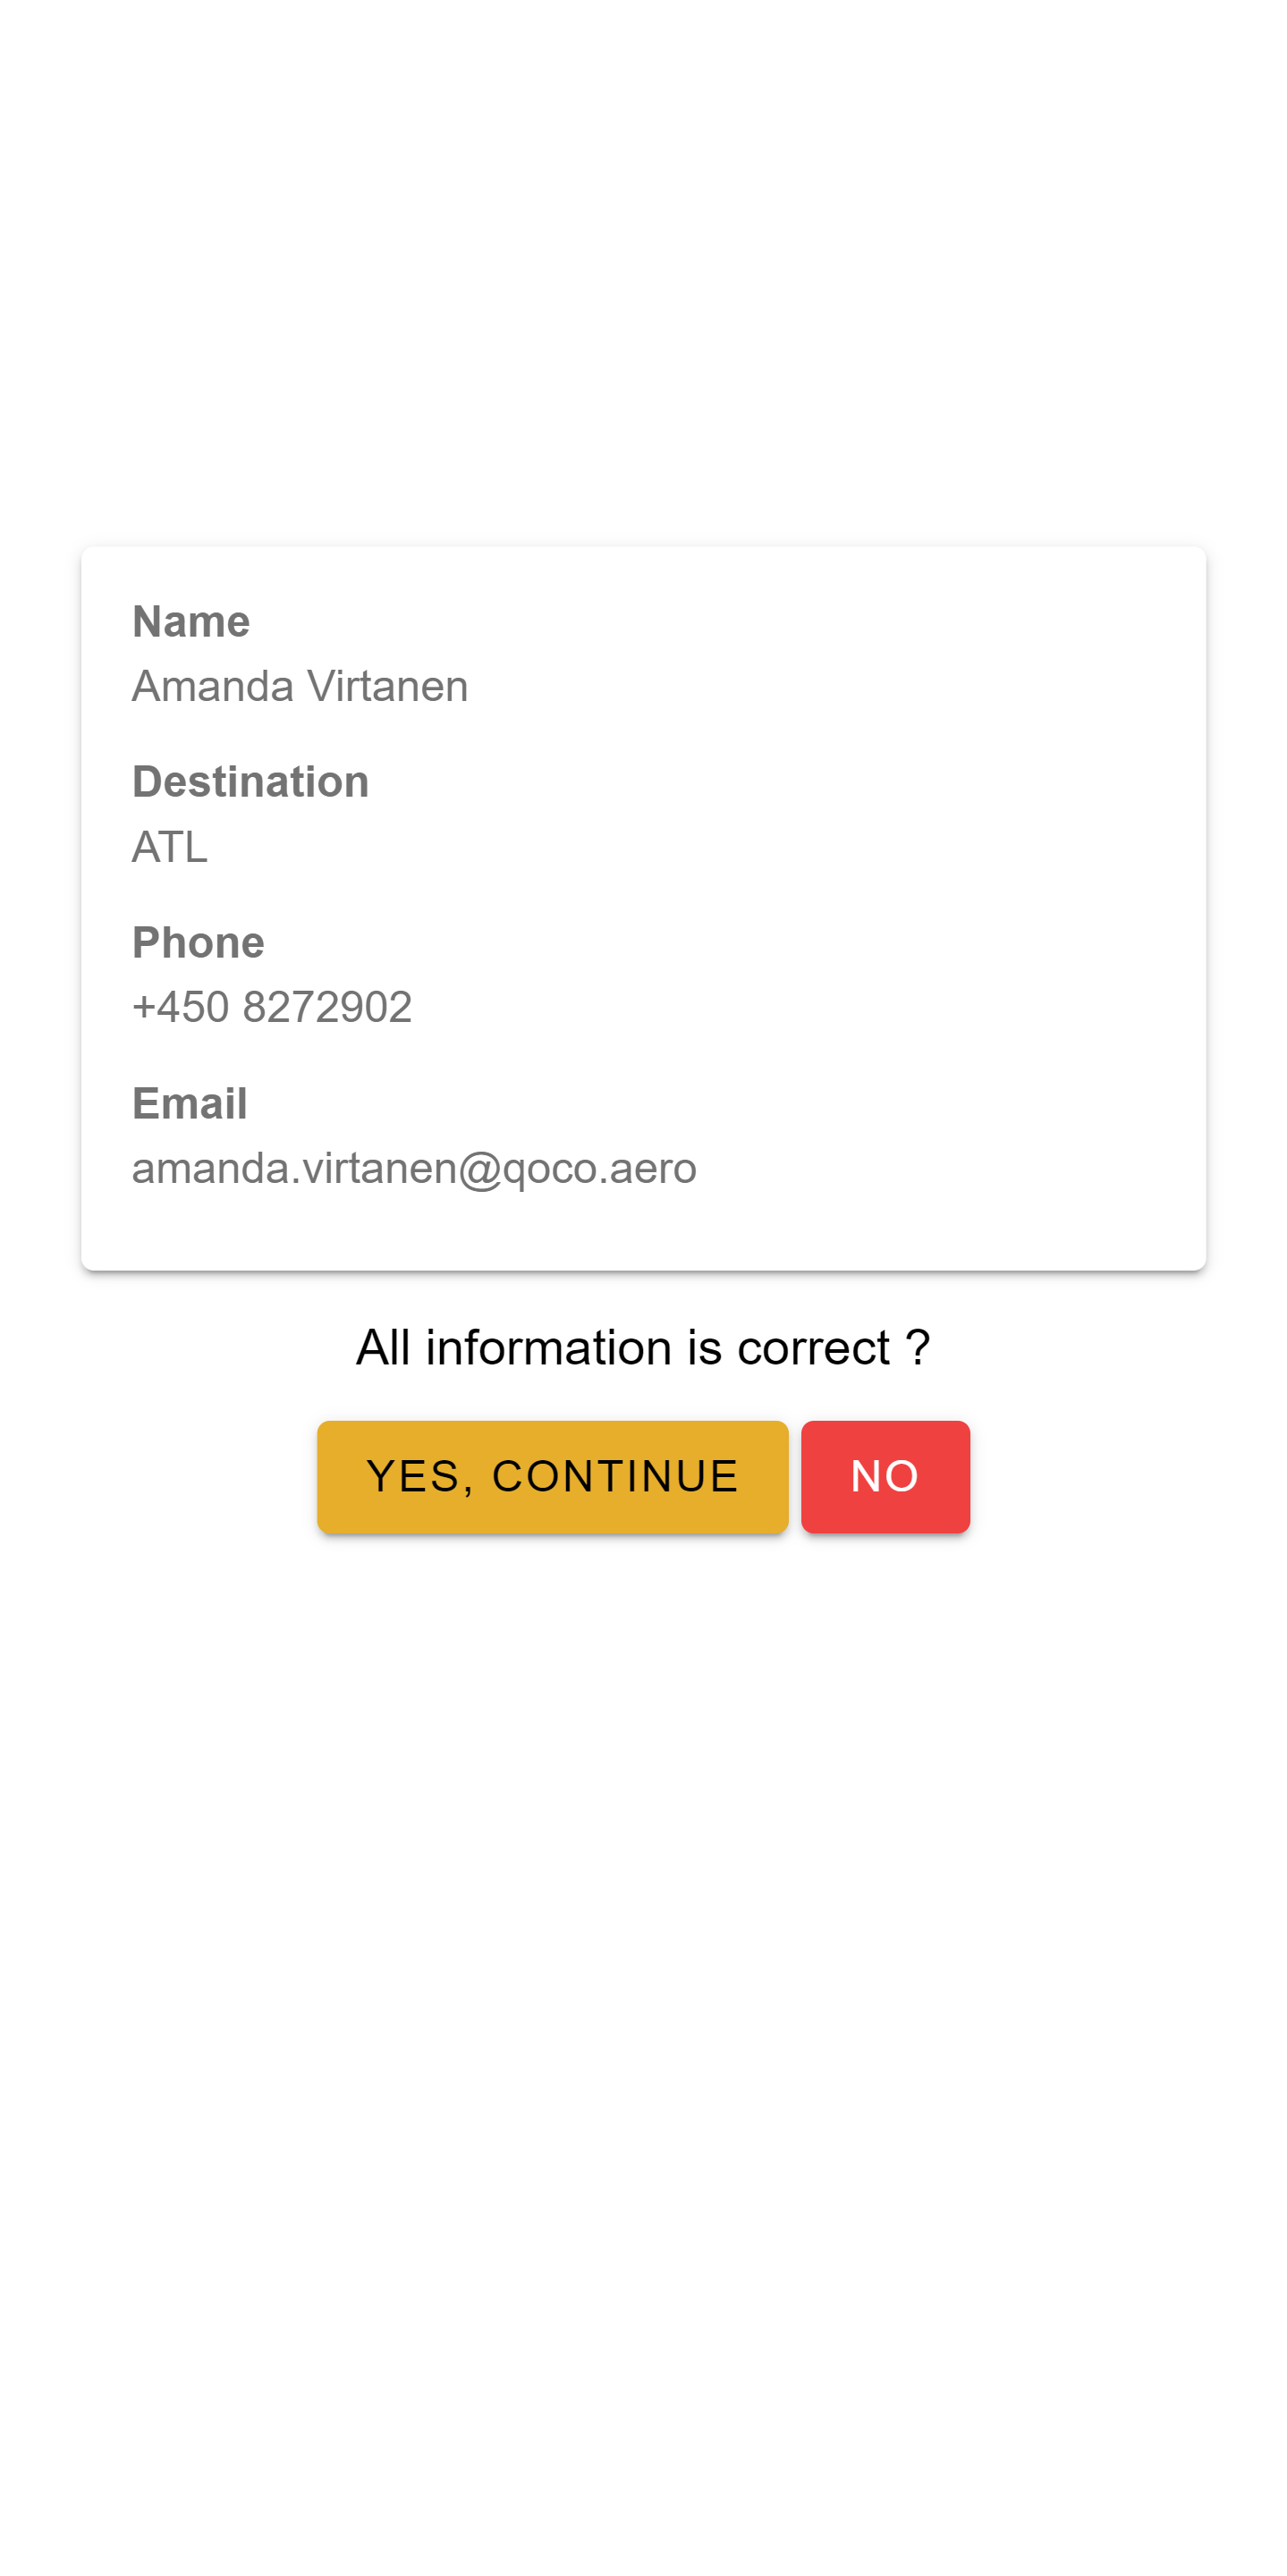 Name
Amanda Virtanen
Destination
ATL
Phone
+450 8272902
Email
amanda.virtanen@qoco.aero
All information is correct ?
YES, CONTINUE NO